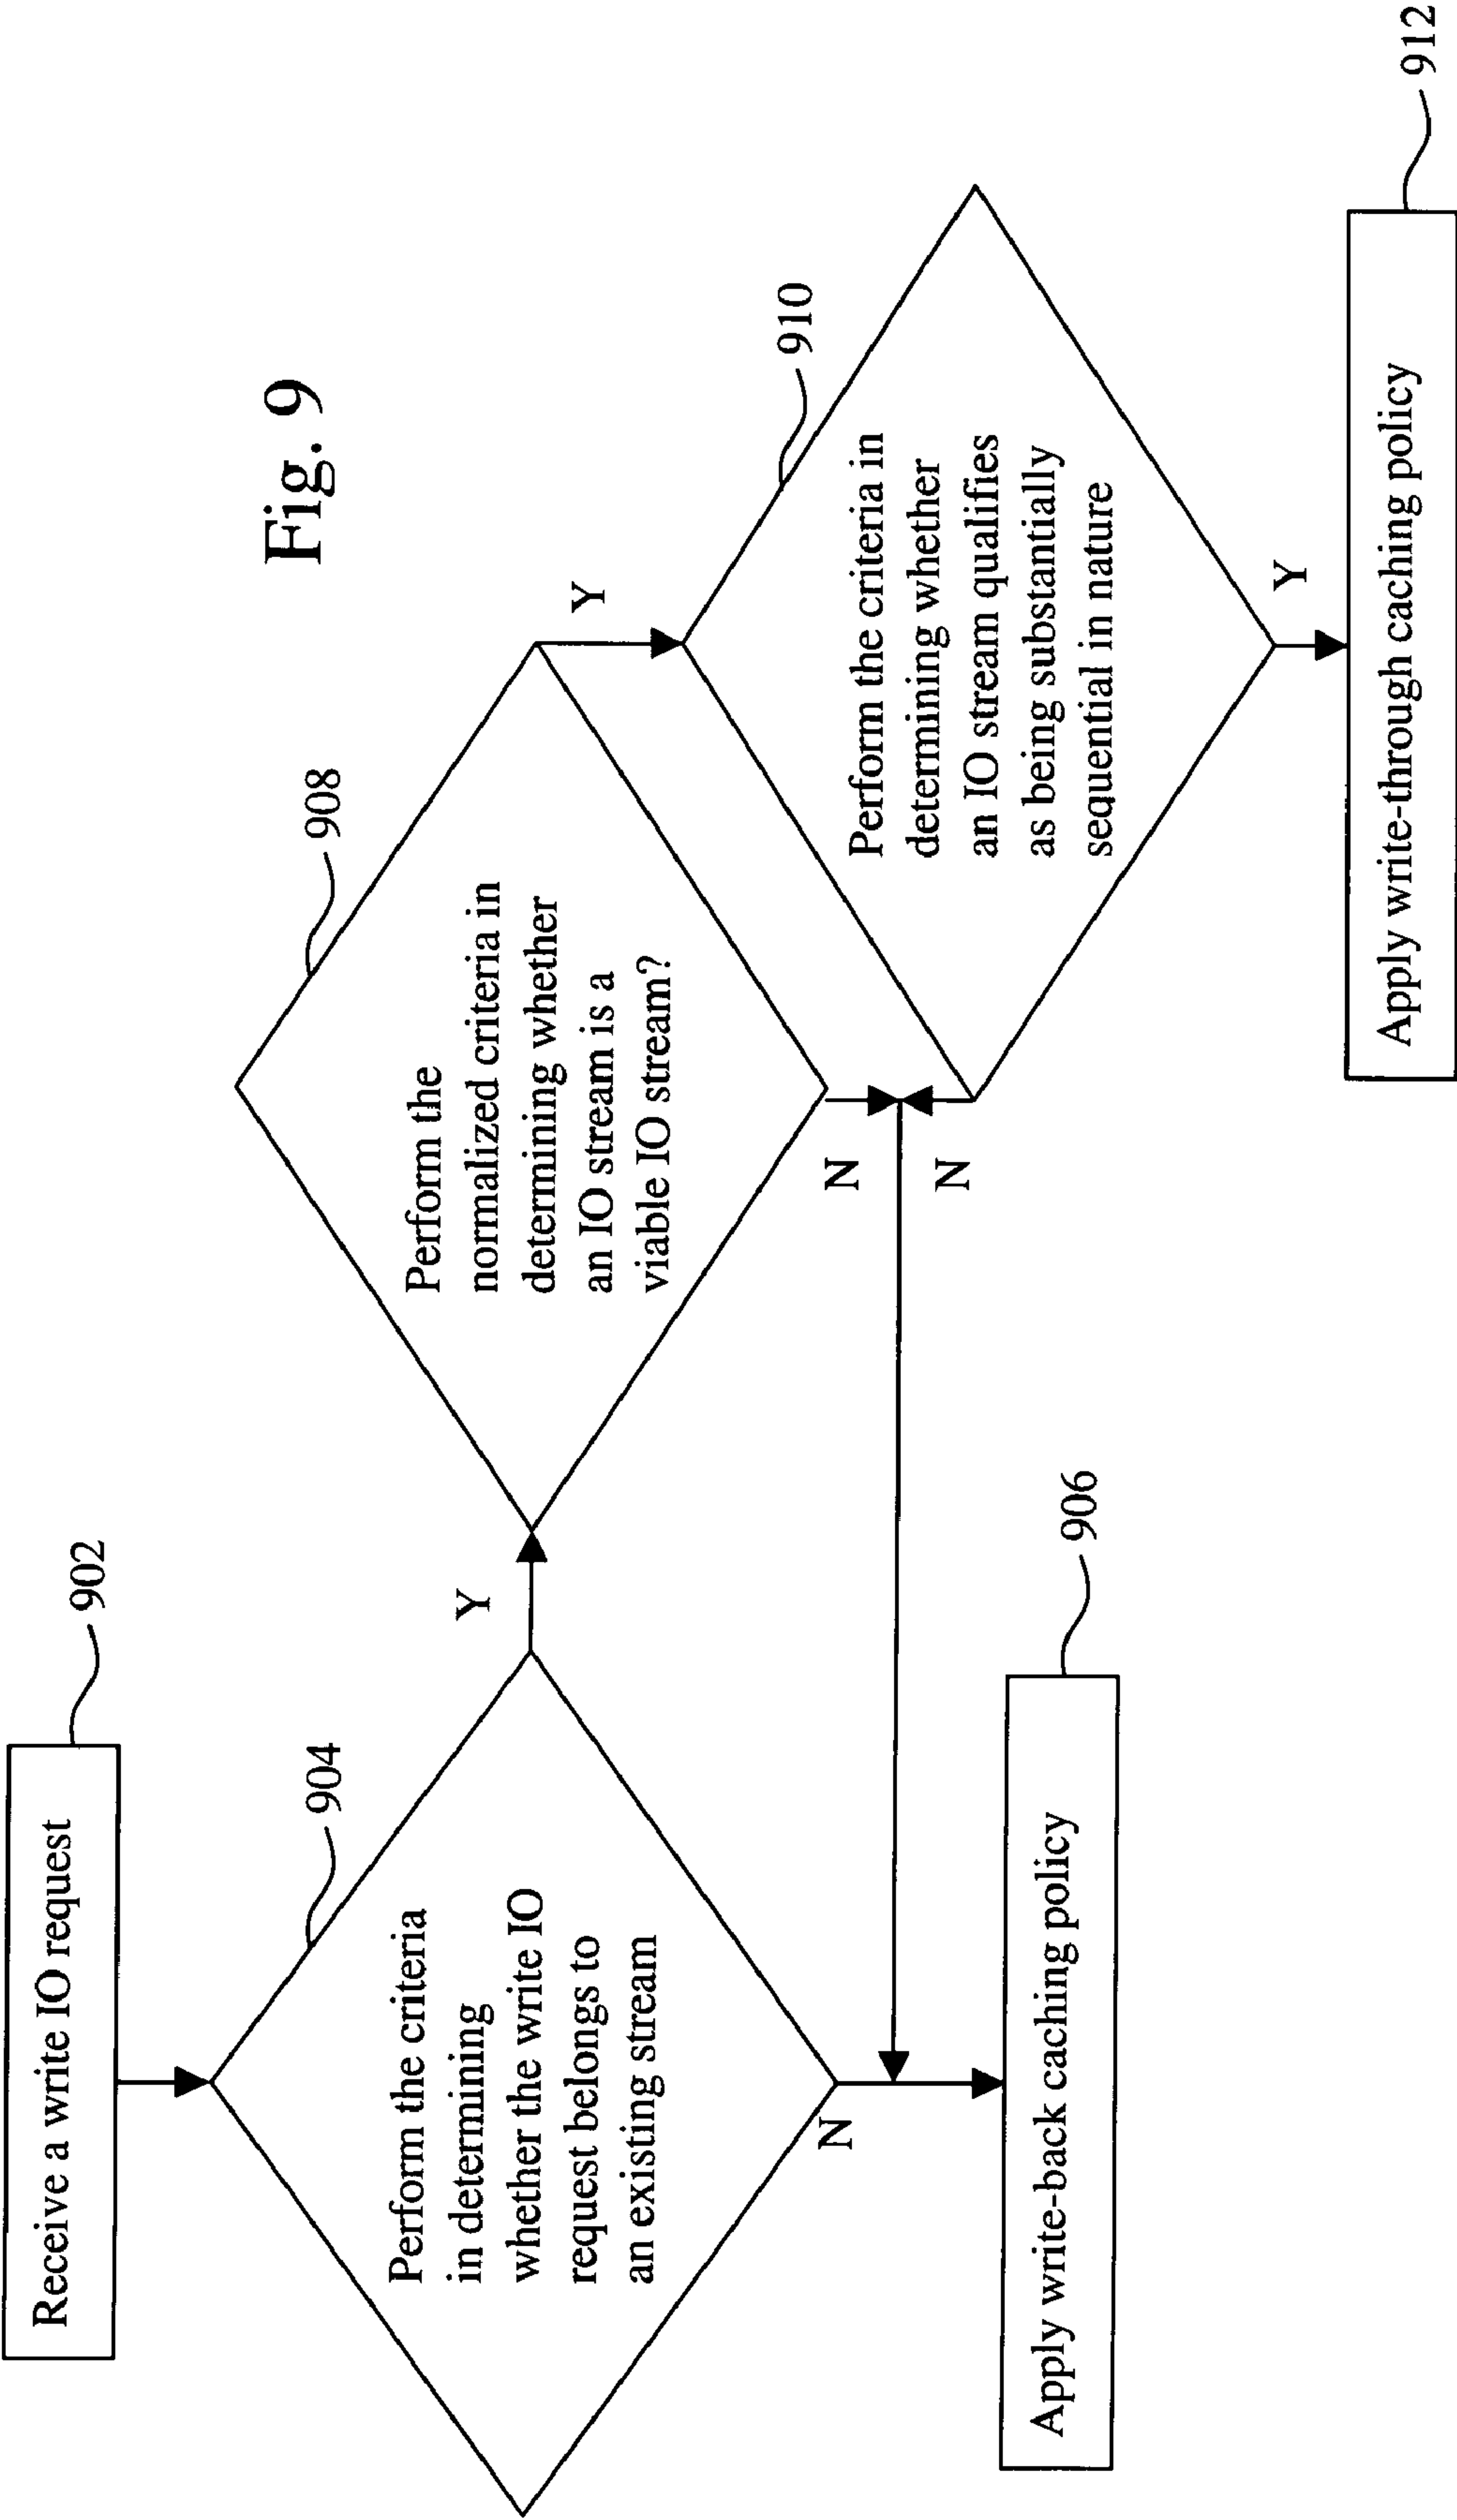 Fig. 9
902
Receive a write IO request
904
Perform the criteria
in determining
whether the write IO
request belongs to
an existing stream
Y
N
908
Perform the
normalized criteria in
determining whether
an IO stream is a
viable IO stream?
Y
N
910
Perform the criteria in
determining whether
an IO stream qualifies
as being substantially
sequential in nature
N
Y
906
Apply write-back caching policy
912
Apply write-through caching policy